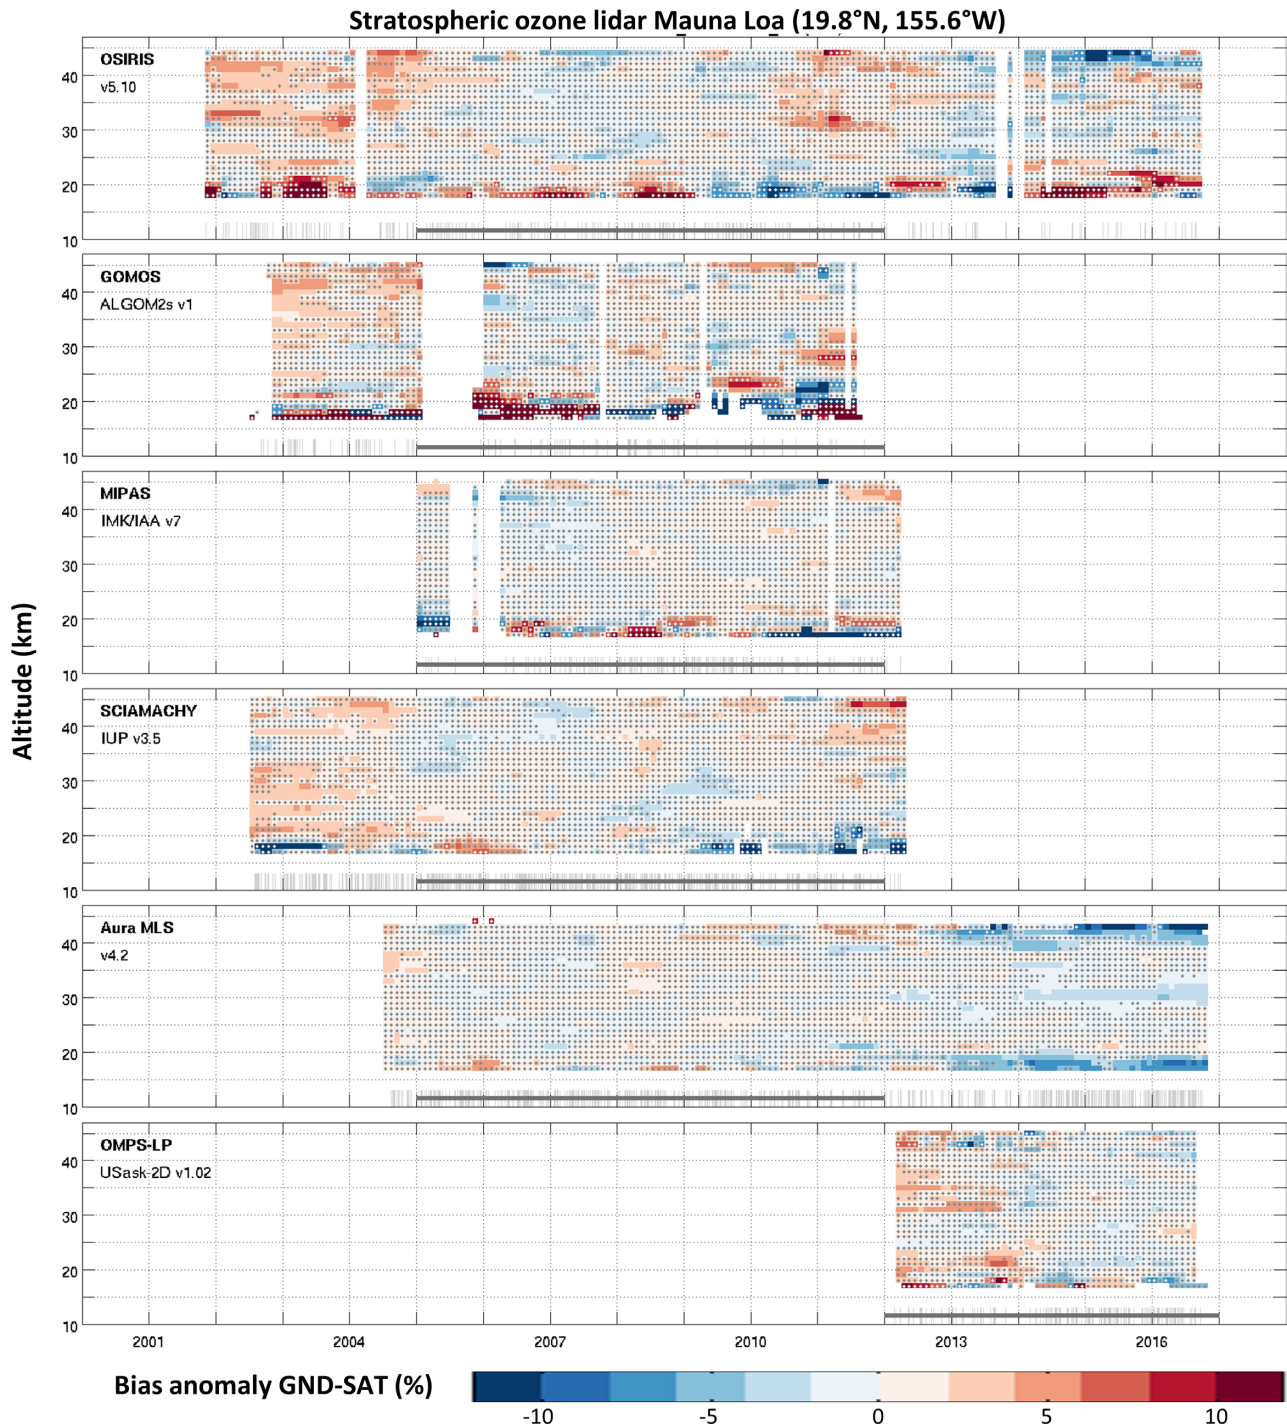 Stratospheric ozone lidar Mauna Loa (19.8°N, 155.6°W)
OSIRIS
v5.10
40
30
20
10
GOMOS
ALGOM2s v1
40
30
20
10
MIPAS
IMK/IAA v7
40
30
20
10
SCIAMACHY
IUP v3.5
40
30
20
10
Aura MLS
v4.2
40
30
20
10
OMPS-LP
USask-2D v1.02
40
30
20
10
Altitude (km)
2001 2004 2007 2010 2013 2016
Bias anomaly GND-SAT (%)
-10 -5 0 5 10